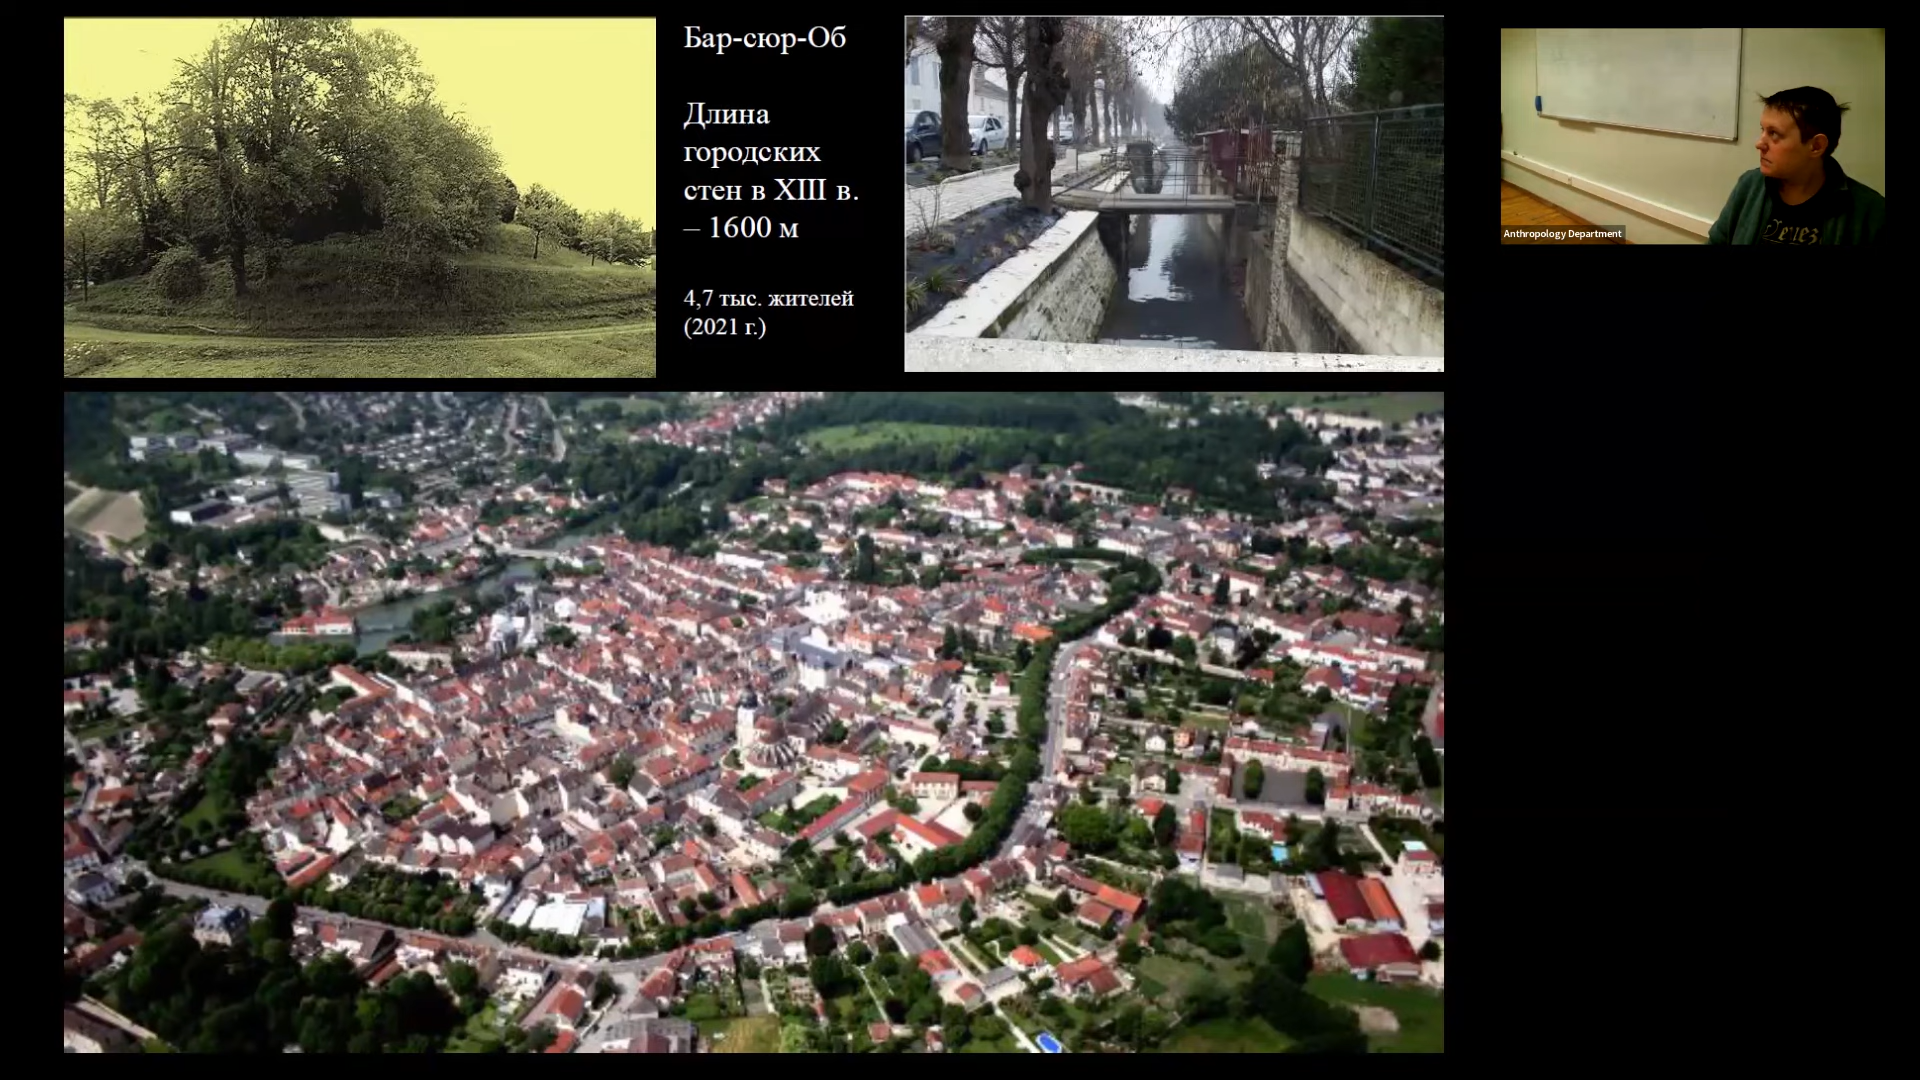 Бар-сюр-Об
Длина
городских
стен в XIII в.
– 1600 м
4,7 тыс. жителей
(2021 г.)
Anthropology Department